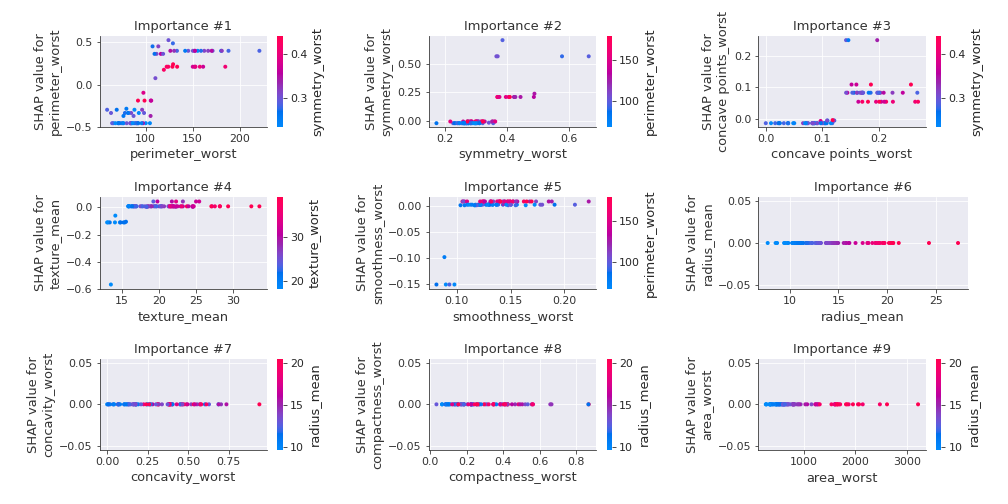 Importance #1
SHAP value for
perimeter_worst
0.5
0.0
−0.5
100
150
200
perimeter_worst
0.4
0.3
symmetry_worst
Importance #2
SHAP value for
symmetry_worst
0.50
0.25
0.00
0.2
0.4
0.6
symmetry_worst
150
100
perimeter_worst
Importance #3
SHAP value for
concave points_worst
0.2
0.1
0.0
0.0
0.1
0.2
concave points_worst
0.4
0.3
symmetry_worst
Importance #4
SHAP value for
texture_mean
0.0
−0.2
−0.4
−0.6
15
20
25
30
texture_mean
30
20
texture_worst
Importance #5
SHAP value for
smoothness_worst
0.00
−0.05
−0.10
−0.15
0.10
0.15
0.20
smoothness_worst
150
100
perimeter_worst
Importance #6
SHAP value for
radius_mean
0.05
0.00
−0.05
10
15
20
25
radius_mean
Importance #7
SHAP value for
concavity_worst
0.05
0.00
−0.05
0.00
0.25
0.50
0.75
concavity_worst
20
15
10
radius_mean
Importance #8
SHAP value for
compactness_worst
0.05
0.00
−0.05
0.0
0.2
0.4
0.6
0.8
compactness_worst
20
15
10
radius_mean
Importance #9
SHAP value for
area_worst
0.05
0.00
−0.05
1000
2000
3000
area_worst
20
15
10
radius_mean